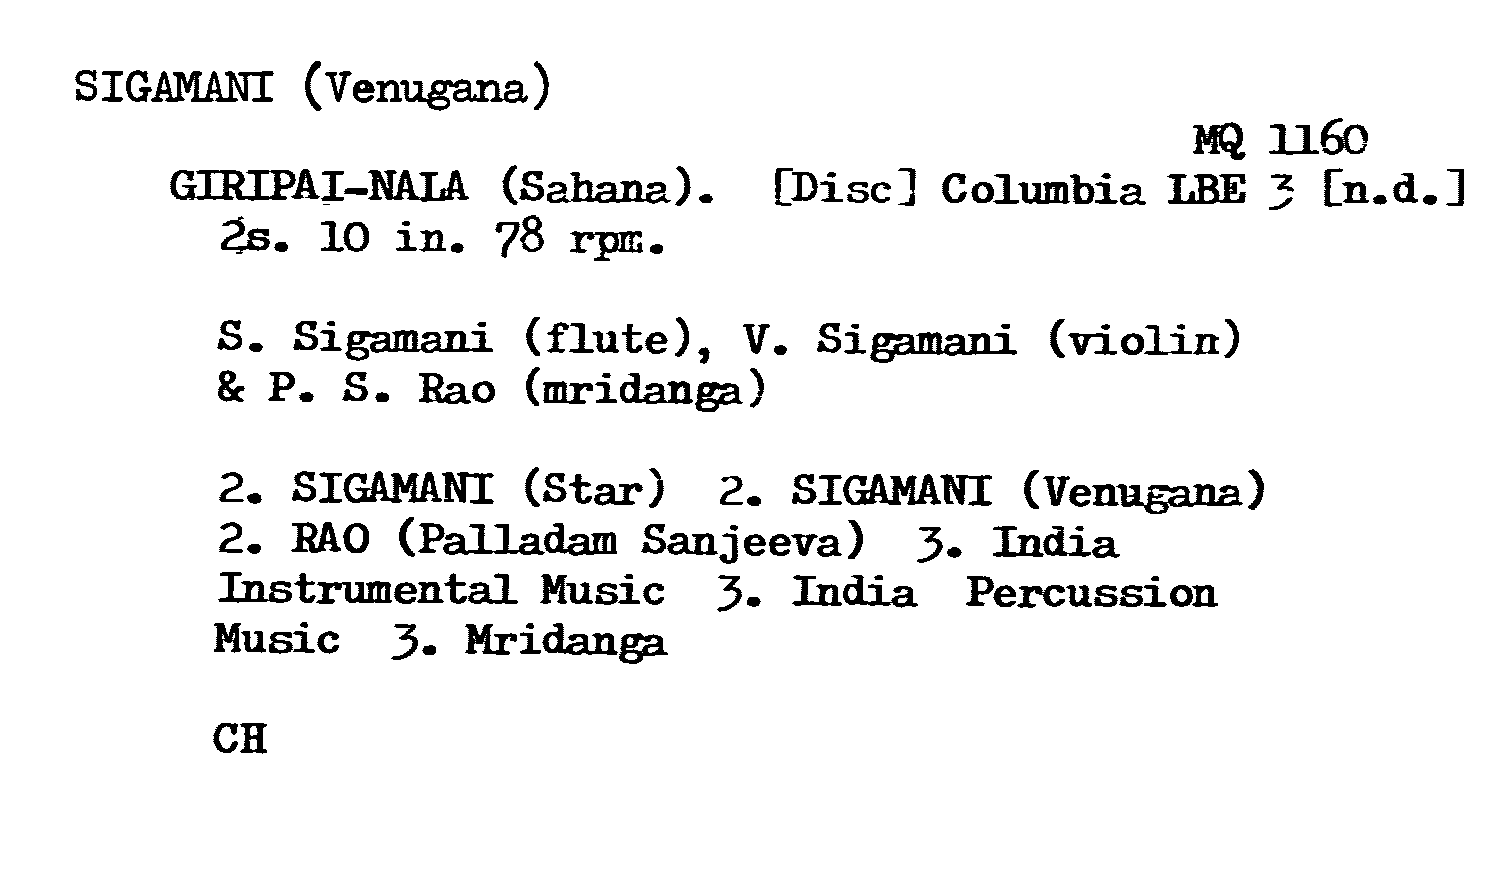 SIGAMANI (Venugana)
MQ 1160
GIRIPAI-NALA (Sahana). [Disc] Columbia LBE 3 [n.d.]
2s. 10 in. 78 rpm.
S. Sigamani (flute), V. Sigamani (violin)
& P. S. Rao (mridanga)
2. SIGAMANI (Star) 2. SIGAMANI (Venugana)
2. RAO (Palladam Sanjeeva) 3. India
Instrumental Music 3. India Percussion
Music 3. Mridanga
CH